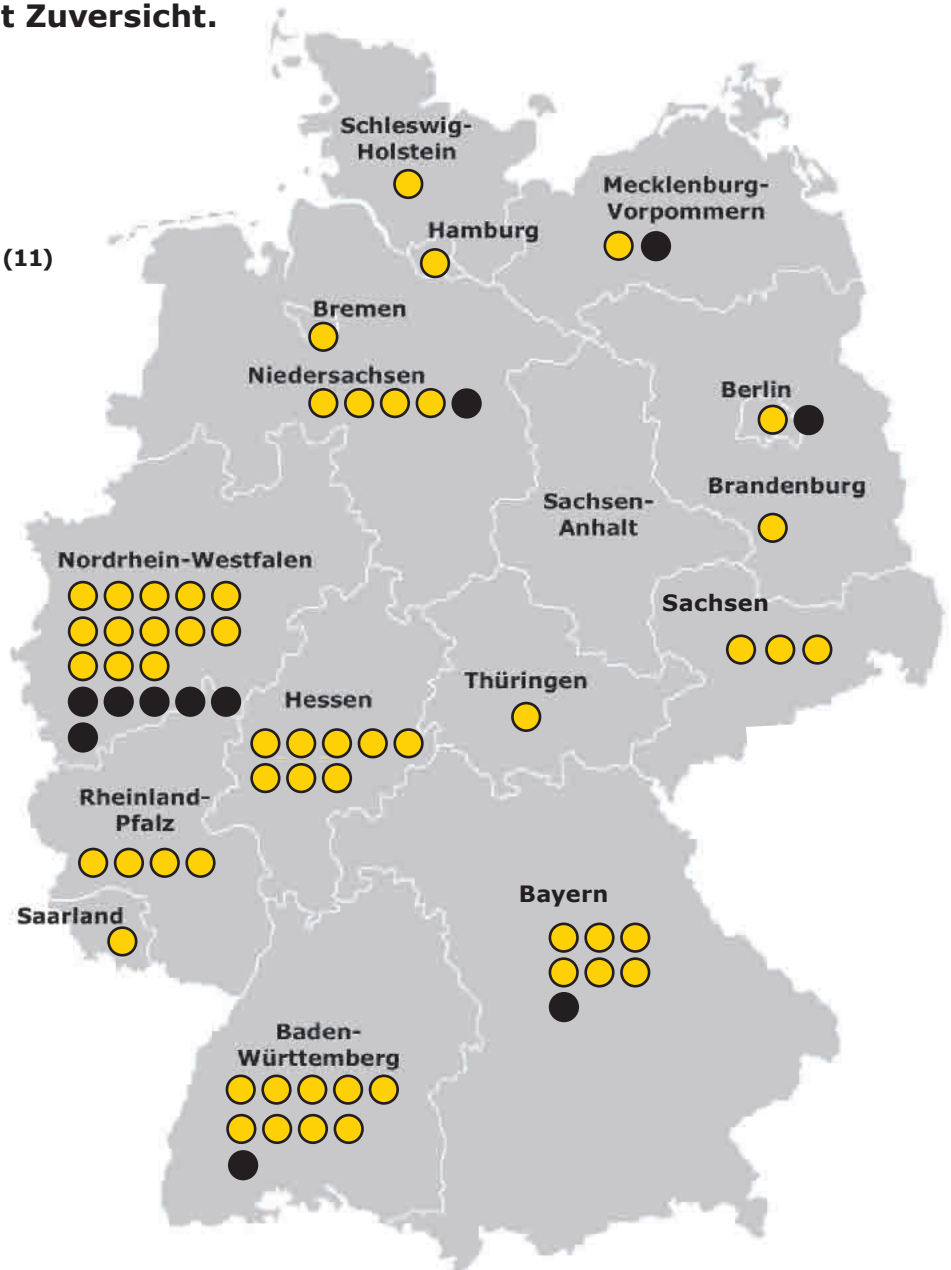 t Zuversicht.
Schleswig-
Holstein
Mecklenburg-
Vorpommern
Hamburg
(11)
Bremen
Niedersachsen
Berlin
Brandenburg
Sachsen-
Anhalt
Nordrhein-Westfalen
Sachsen
Thüringen
Hessen
Rheinland-
Pfalz
Bayern
Saarland
Baden-
Württemberg